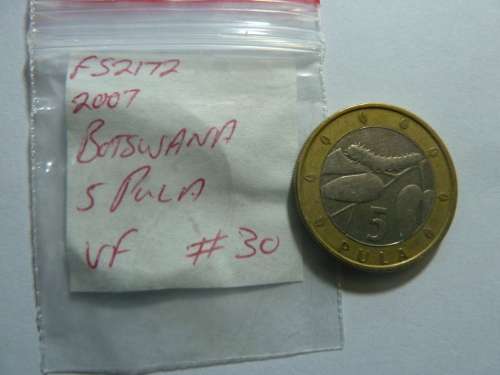 FS2172
2007
BOTSWANA
5 PULA
VF #30
5
PULA